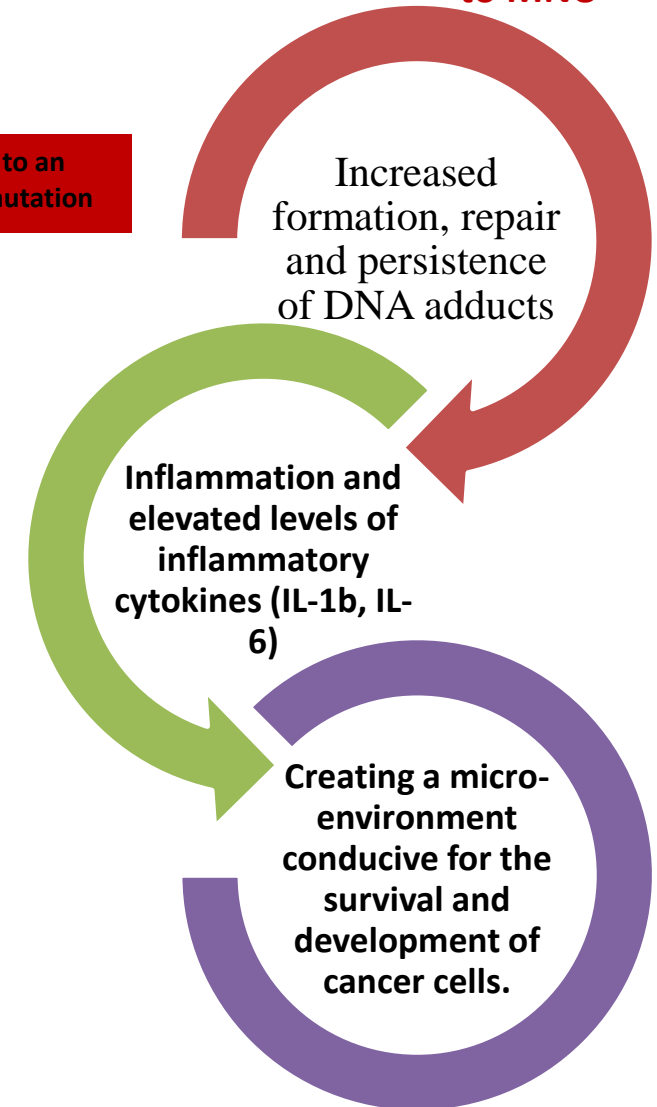 to an
utation
Increased
formation, repair
and persistence
of DNA adducts
Inflammation and
elevated levels of
inflammatory
cytokines (IL-1b, IL-
6)
Creating a micro-
environment
conducive for the
survival and
development of
cancer cells.